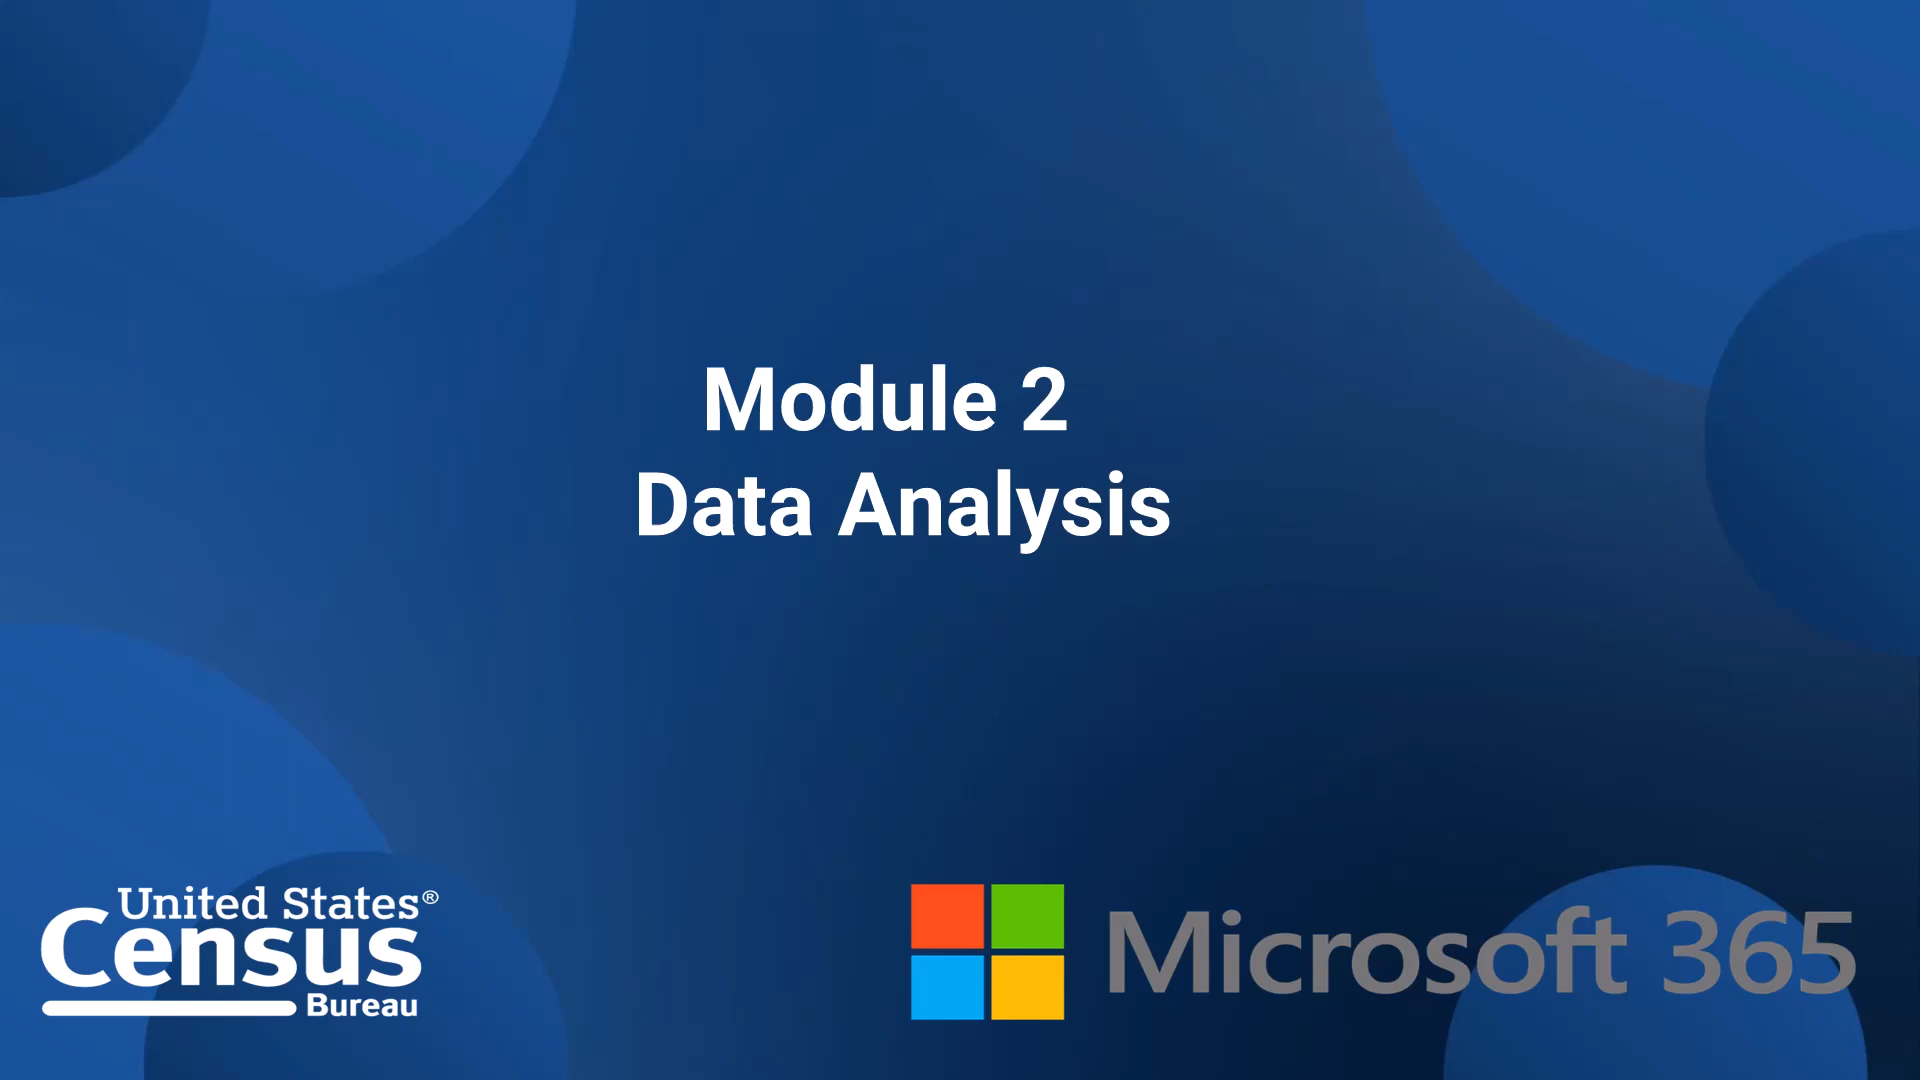 Module 2
Data Analysis
United States®
Census
Bureau
Microsoft 365